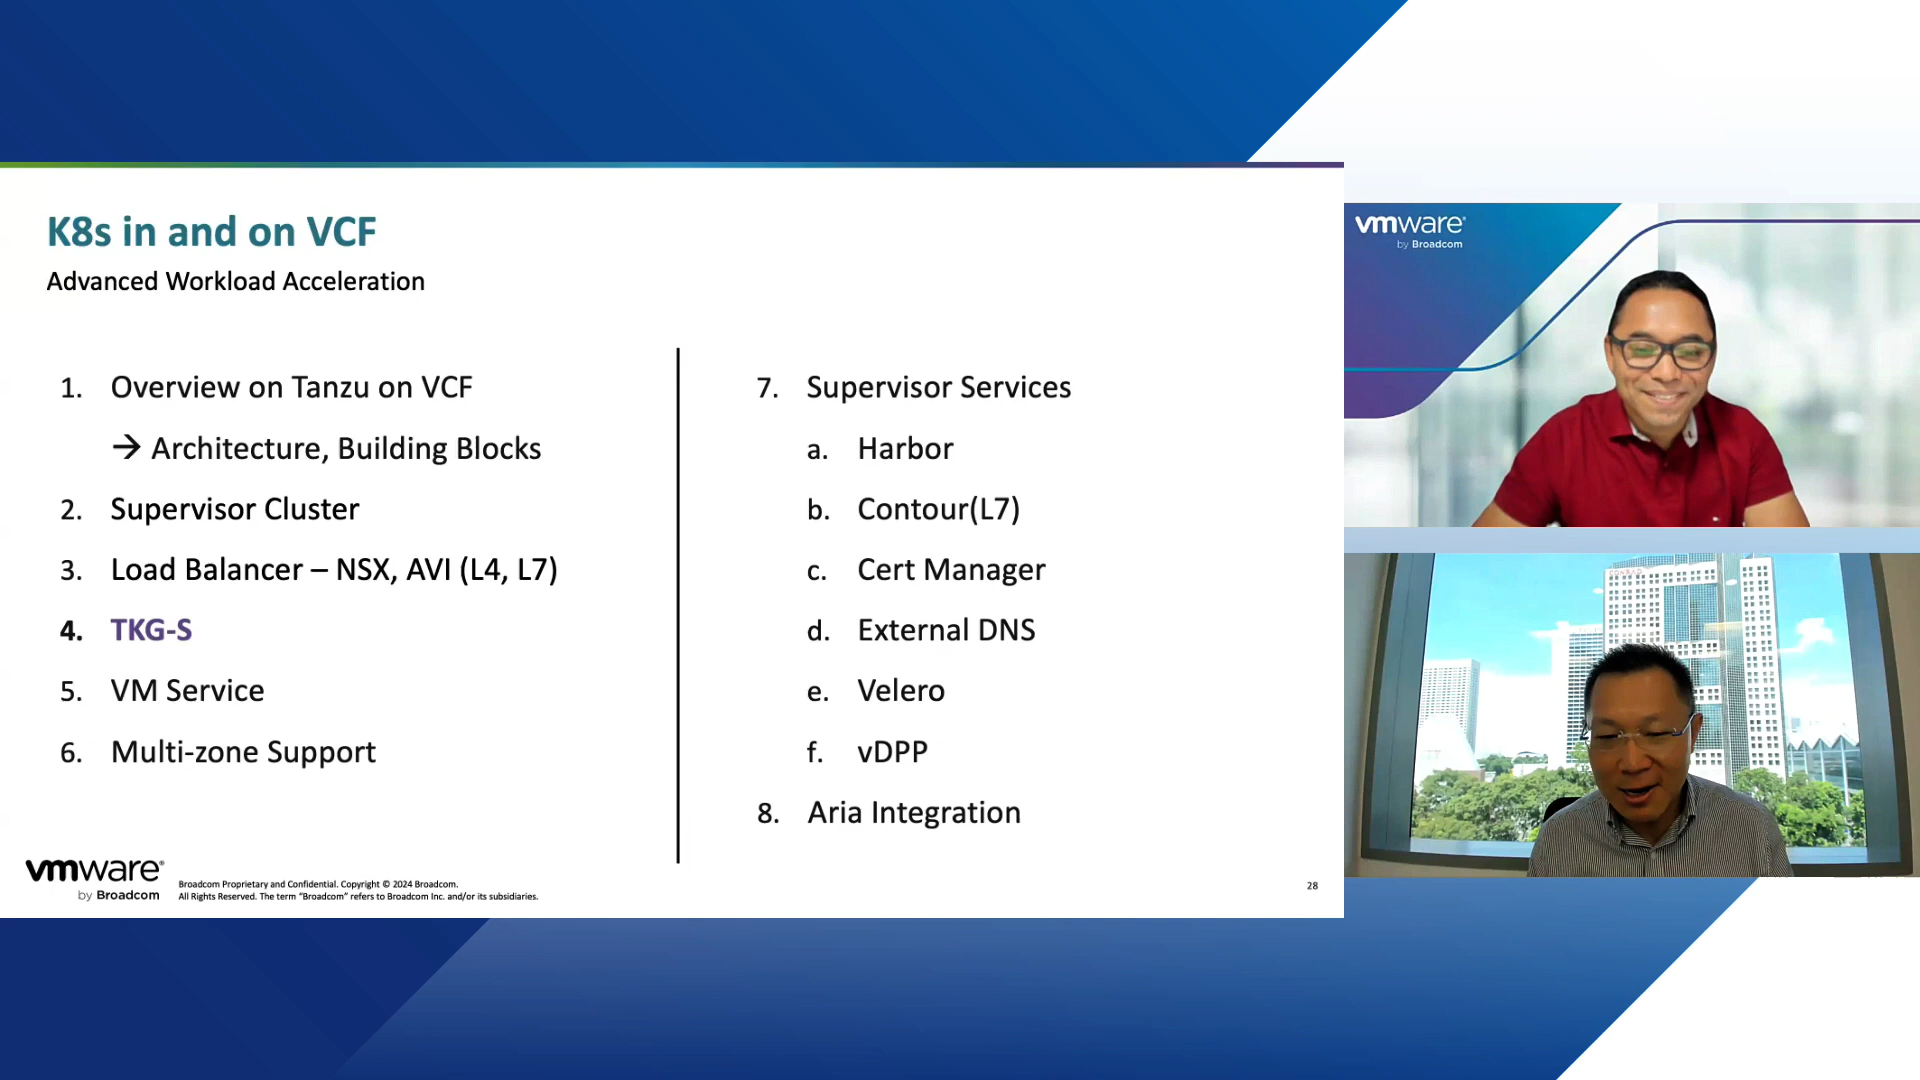 K8s in and on VCF
Advanced Workload Acceleration
1. Overview on Tanzu on VCF
→ Architecture, Building Blocks
2. Supervisor Cluster
3. Load Balancer – NSX, AVI (L4, L7)
4. TKG-S
5. VM Service
6. Multi-zone Support
7. Supervisor Services
a. Harbor
b. Contour(L7)
c. Cert Manager
d. External DNS
e. Velero
f. vDPP
8. Aria Integration
vmware®
by Broadcom
Broadcom Proprietary and Confidential. Copyright © 2024 Broadcom.
All Rights Reserved. The term “Broadcom” refers to Broadcom Inc. and/or its subsidiaries.
28
vmware®
by Broadcom
CONRAD